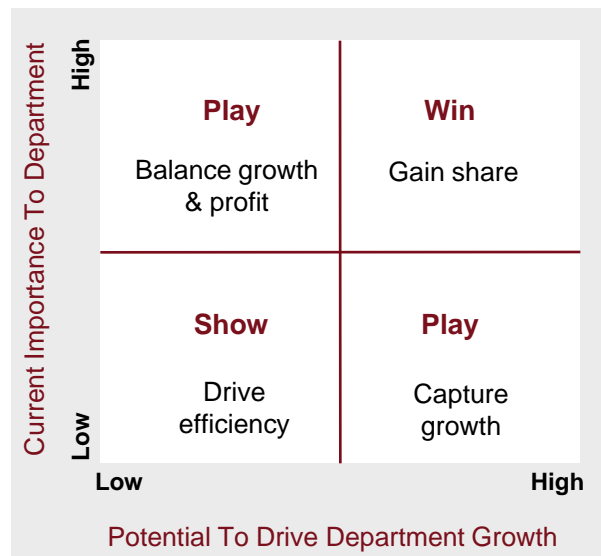 Current Importance To Department
High
Low
Play
Balance growth
& profit
Win
Gain share
Show
Drive
efficiency
Play
Capture
growth
Low
High
Potential To Drive Department Growth